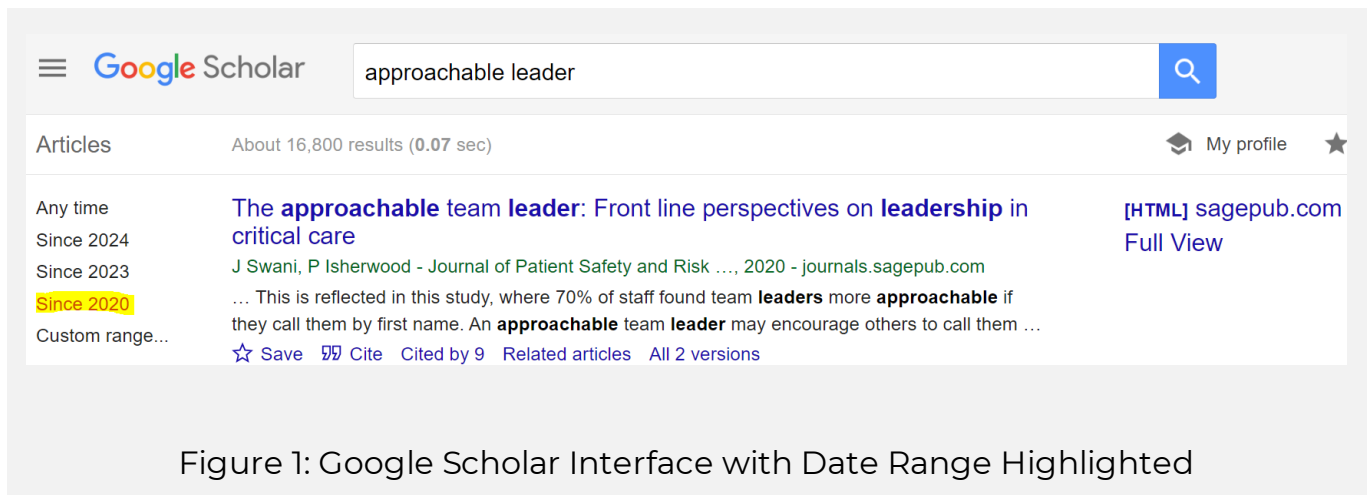 Google Scholar
approachable leader
Articles
About 16,800 results (0.07 sec)
My profile
Any time
Since 2024
Since 2023
Since 2020
Custom range...
The approachable team leader: Front line perspectives on leadership in
critical care
J Swani, P Isherwood - Journal of Patient Safety and Risk …, 2020 - journals.sagepub.com
… This is reflected in this study, where 70% of staff found team leaders more approachable if
they call them by first name. An approachable team leader may encourage others to call them …
Save Cite Cited by 9 Related articles All 2 versions
[HTML] sagepub.com
Full View
Figure 1: Google Scholar Interface with Date Range Highlighted